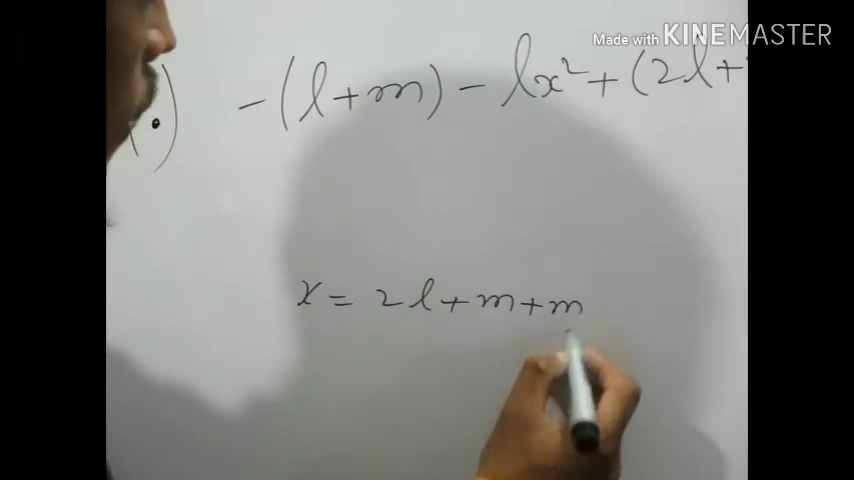 Made with KINEMASTER
(•) -(l+m) - lx² + (2l+
x = 2l+m+m